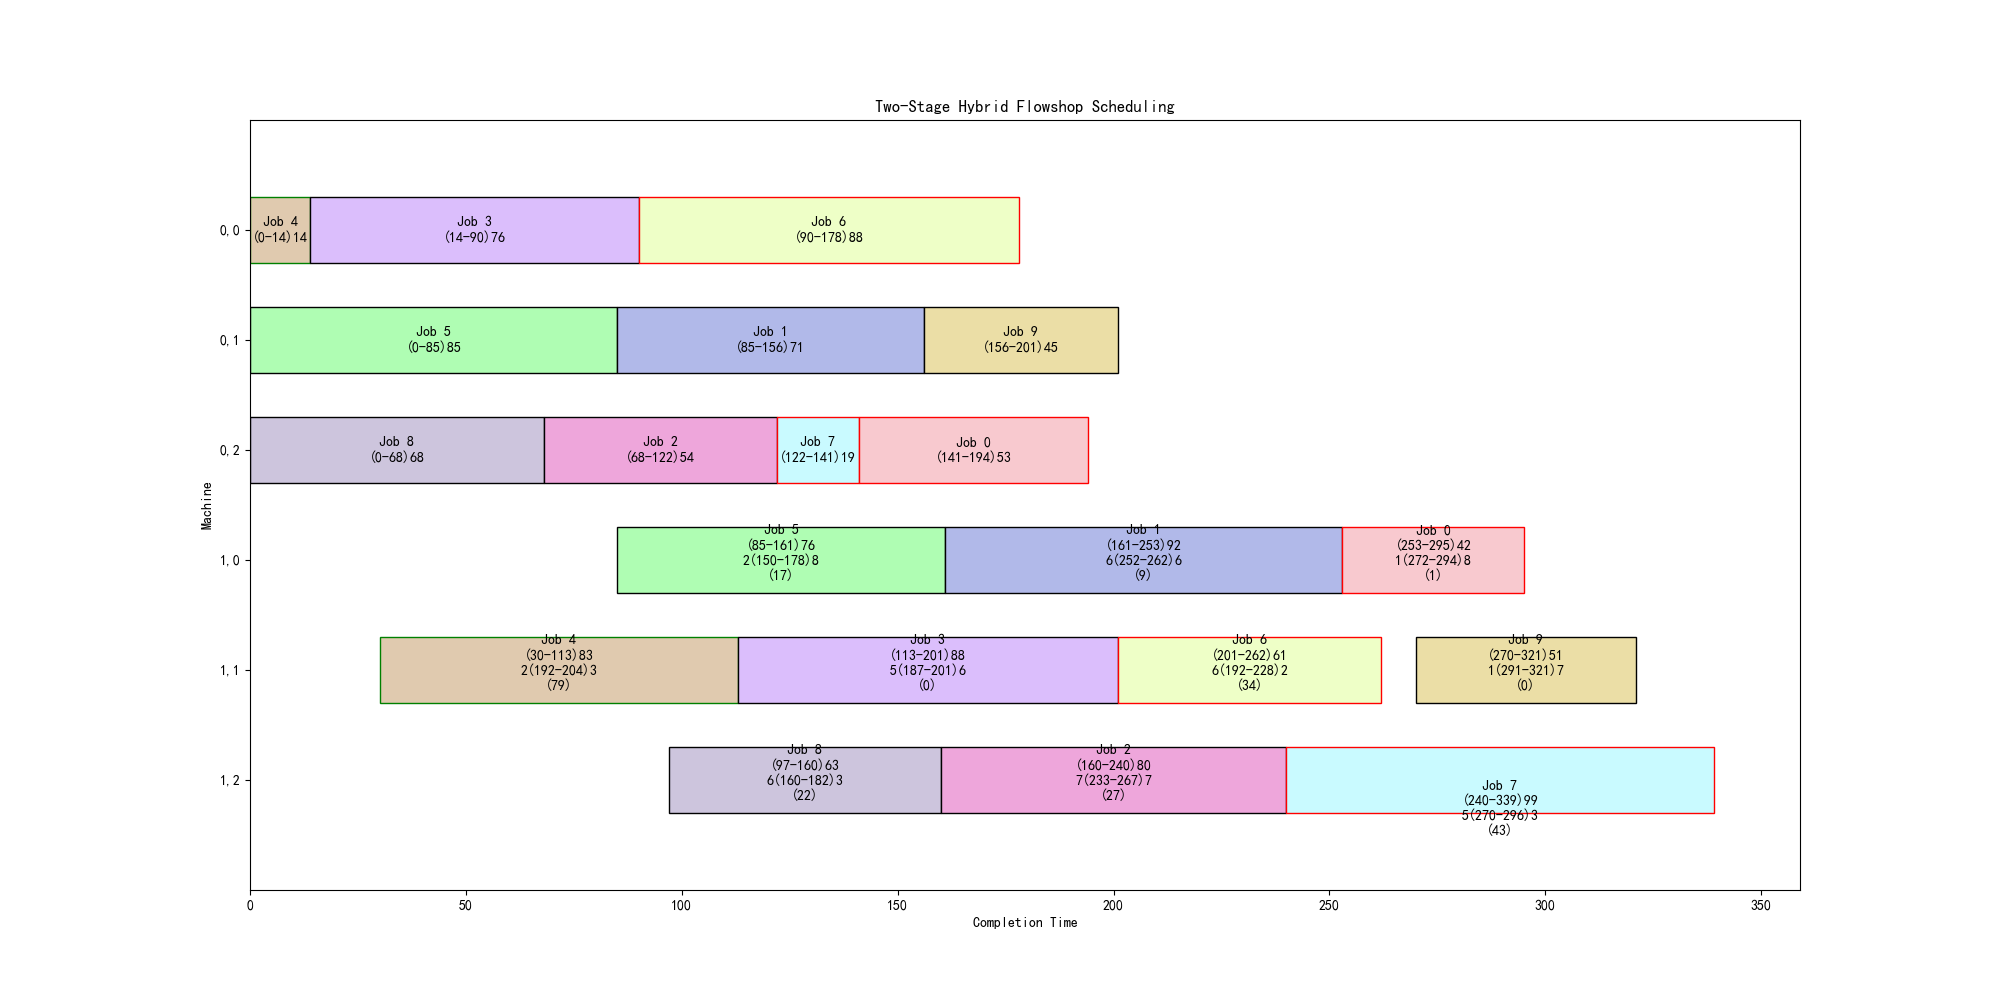 Two-Stage Hybrid Flowshop Scheduling
0,0
Job 4
(0-14)14
Job 3
(14-90)76
Job 6
(90-178)88
0,1
Job 5
(0-85)85
Job 1
(85-156)71
Job 9
(156-201)45
0,2
Job 8
(0-68)68
Job 2
(68-122)54
Job 7
(122-141)19
Job 0
(141-194)53
Machine
1,0
Job 5
(85-161)76
2(150-178)8
(17)
Job 1
(161-253)92
6(252-262)6
(9)
Job 0
(253-295)42
1(272-294)8
(1)
1,1
Job 4
(30-113)83
2(192-204)3
(79)
Job 3
(113-201)88
5(187-201)6
(0)
Job 6
(201-262)61
6(192-228)2
(34)
Job 9
(270-321)51
1(291-321)7
(0)
1,2
Job 8
(97-160)63
6(160-182)3
(22)
Job 2
(160-240)80
7(233-267)7
(27)
Job 7
(240-339)99
5(270-296)3
(43)
0 50 100 150 200 250 300 350
Completion Time